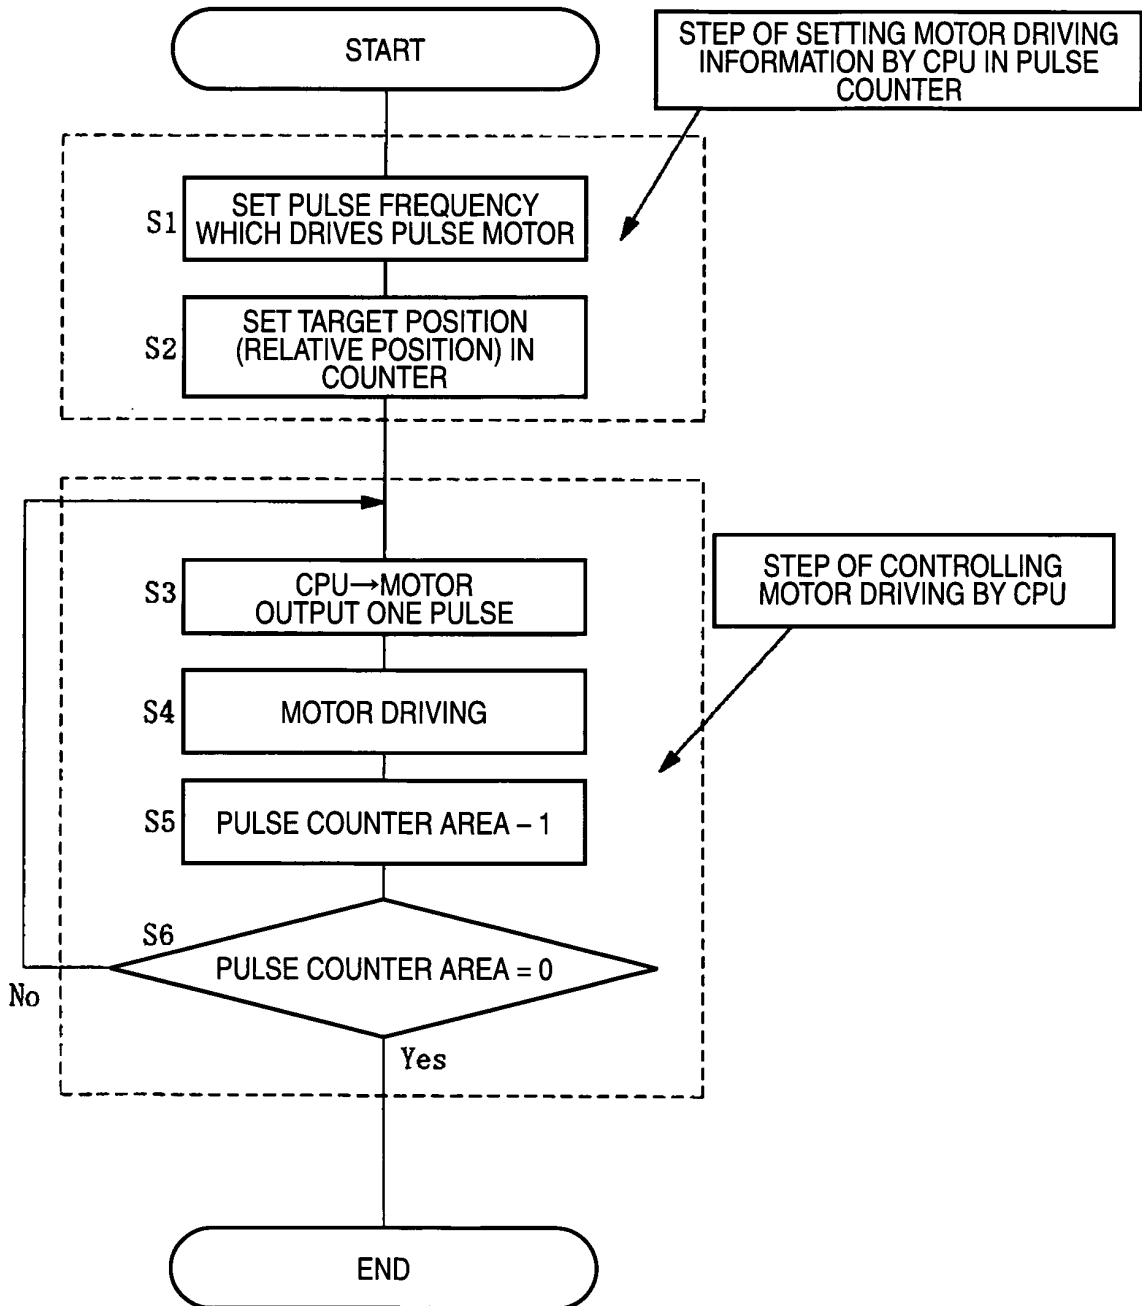 START
STEP OF SETTING MOTOR DRIVING
INFORMATION BY CPU IN PULSE
COUNTER
S1
SET PULSE FREQUENCY
WHICH DRIVES PULSE MOTOR
S2
SET TARGET POSITION
(RELATIVE POSITION) IN
COUNTER
S3
CPU→MOTOR
OUTPUT ONE PULSE
STEP OF CONTROLLING
MOTOR DRIVING BY CPU
S4
MOTOR DRIVING
S5
PULSE COUNTER AREA – 1
S6
PULSE COUNTER AREA = 0
No
Yes
END